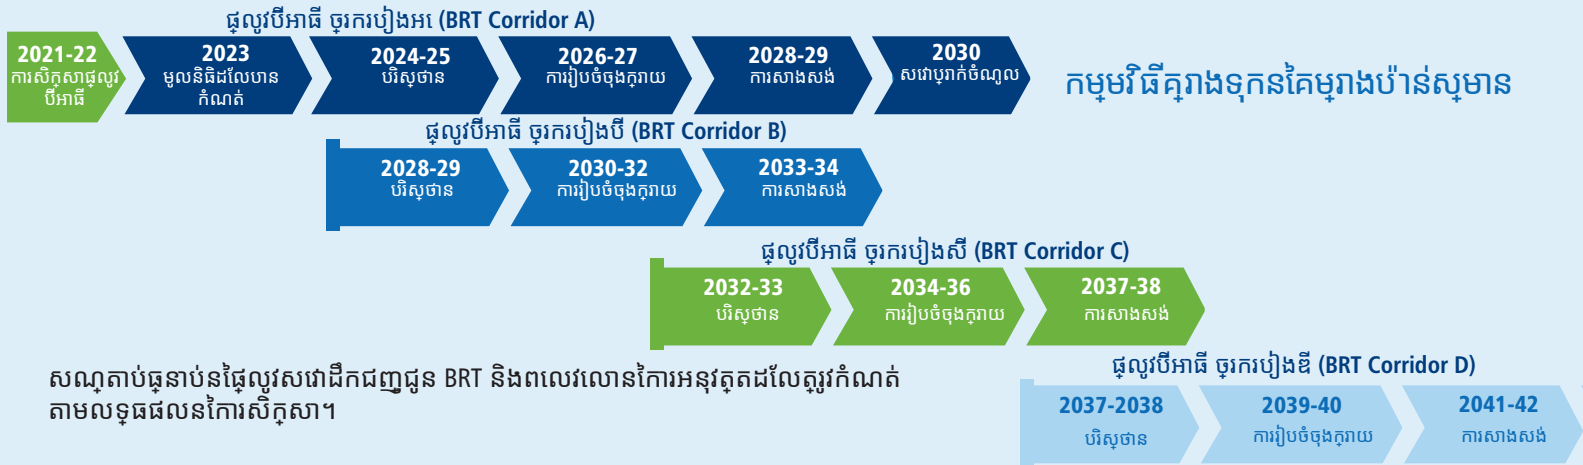 ផ្លូវប៊ីអាធី ច្រករបៀងអេ (BRT Corridor A)
2021-22
ការសិក្សាផ្លូវ
ប៊ីអាធី
2023
មូលនិធិដែលបាន
កំណត់
2024-25
បរិស្ថាន
2026-27
ការរៀបចំចុងក្រាយ
2028-29
ការសាងសង់
2030
សេវាប្រាក់ចំណូល
កម្មវិធីគ្រោងទុកនៃគម្រោងប៉ាន់ស្មាន
ផ្លូវប៊ីអាធី ច្រករបៀងប៊ី (BRT Corridor B)
2028-29
បរិស្ថាន
2030-32
ការរៀបចំចុងក្រាយ
2033-34
ការសាងសង់
ផ្លូវប៊ីអាធី ច្រករបៀងស៊ី (BRT Corridor C)
2032-33
បរិស្ថាន
2034-36
ការរៀបចំចុងក្រាយ
2037-38
ការសាងសង់
សណ្តាប់ធ្នាប់នៃផ្លូវសេវាដឹកជញ្ជូន BRT និងពេលវេលានៃការអនុវត្តដែលត្រូវកំណត់
តាមលទ្ធផលនៃការសិក្សា។
ផ្លូវប៊ីអាធី ច្រករបៀងឌី (BRT Corridor D)
2037-2038
បរិស្ថាន
2039-40
ការរៀបចំចុងក្រាយ
2041-42
ការសាងសង់